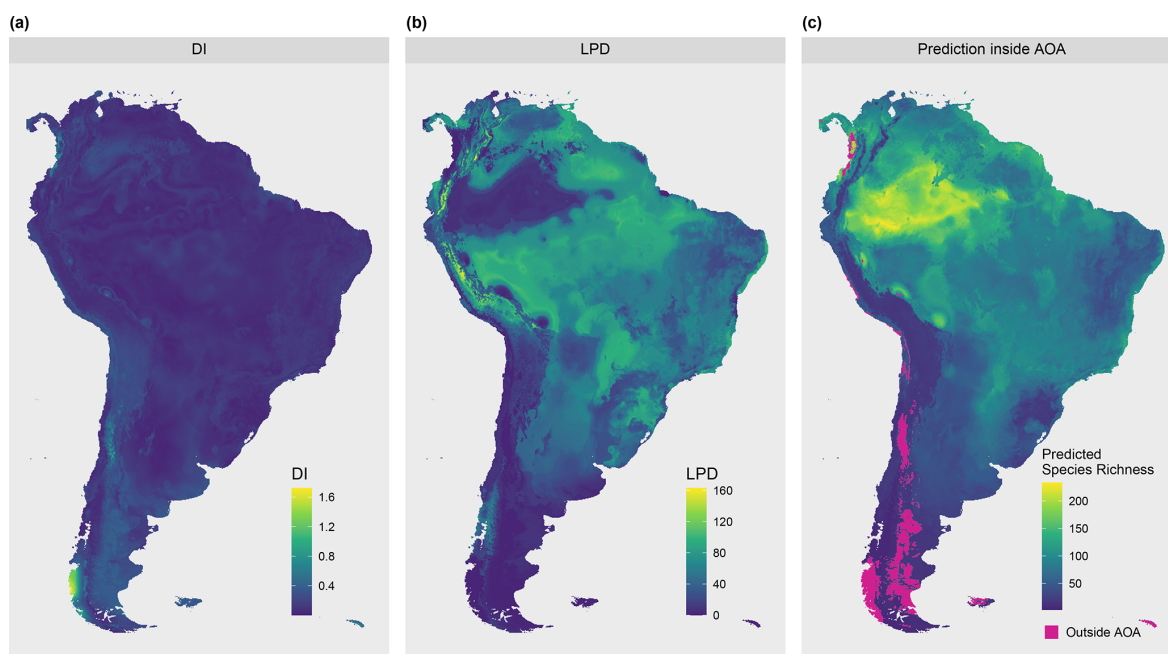 (a)
DI
(b)
LPD
(c)
Prediction inside AOA
DI
1.6
1.2
0.8
0.4
LPD
160
120
80
40
0
Predicted
Species Richness
200
150
100
50
Outside AOA